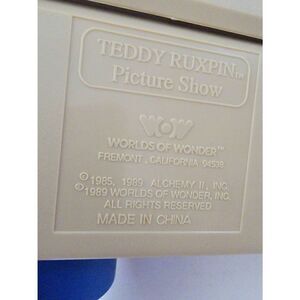 TEDDY RUXPIN™
Picture Show
WOW
WORLDS OF WONDER™
FREMONT, CALIFORNIA 94538
©1985, 1989 ALCHEMY II, INC.
©1989 WORLDS OF WONDER, INC.
ALL RIGHTS RESERVED
MADE IN CHINA